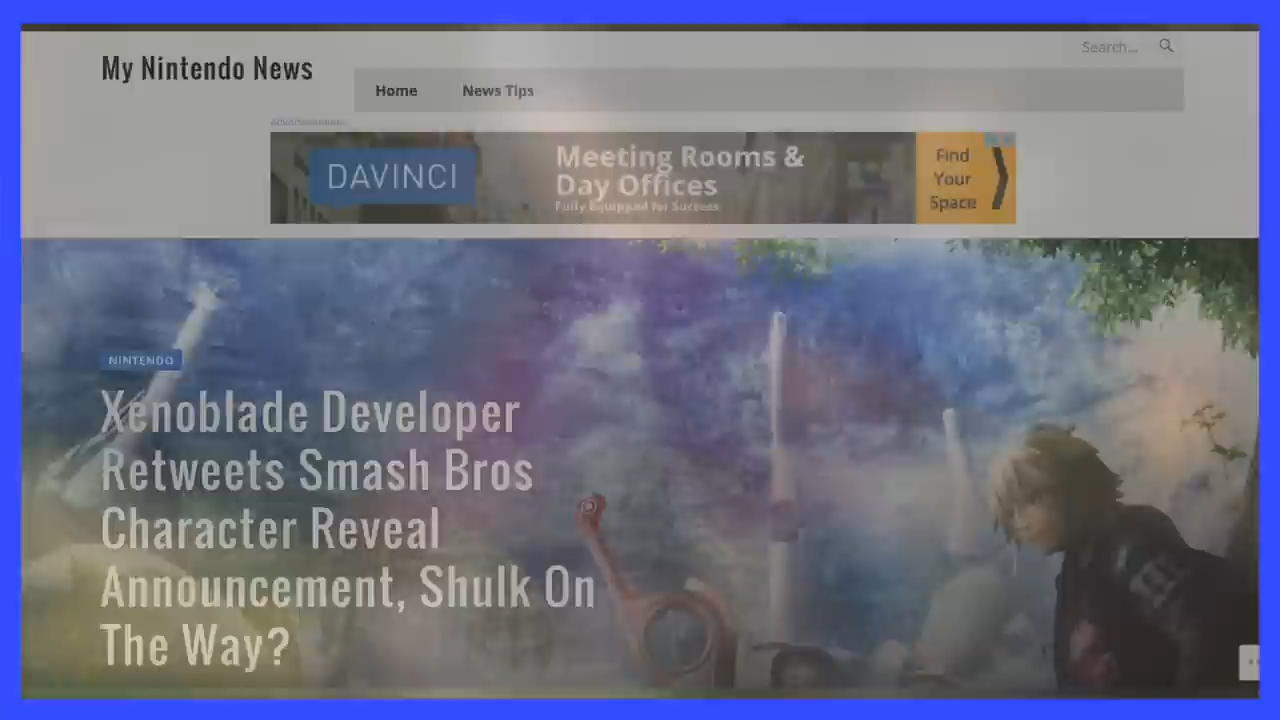 My Nintendo News
Search...
Home
News Tips
Advertisements
DAVINCI
Meeting Rooms &
Day Offices
Fully Equipped for Success
Find
Your
Space
NINTENDO
Xenoblade Developer
Retweets Smash Bros
Character Reveal
Announcement, Shulk On
The Way?